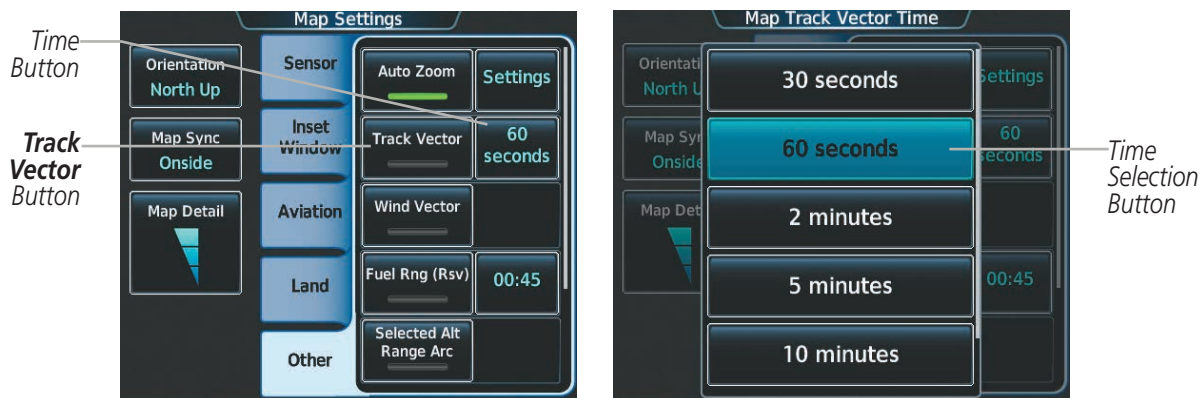 Map Settings
Time
Button
Track
Vector
Button
Orientation
North Up
Map Sync
Onside
Map Detail
Sensor
Inset
Window
Aviation
Land
Other
Auto Zoom
Settings
Track Vector
60
seconds
Wind Vector
Fuel Rng (Rsv)
00:45
Selected Alt
Range Arc
Map Track Vector Time
Orientati
North U
Map Syn
Onside
Map Det
30 seconds
60 seconds
2 minutes
5 minutes
10 minutes
Settings
60
seconds
00:45
Time
Selection
Button